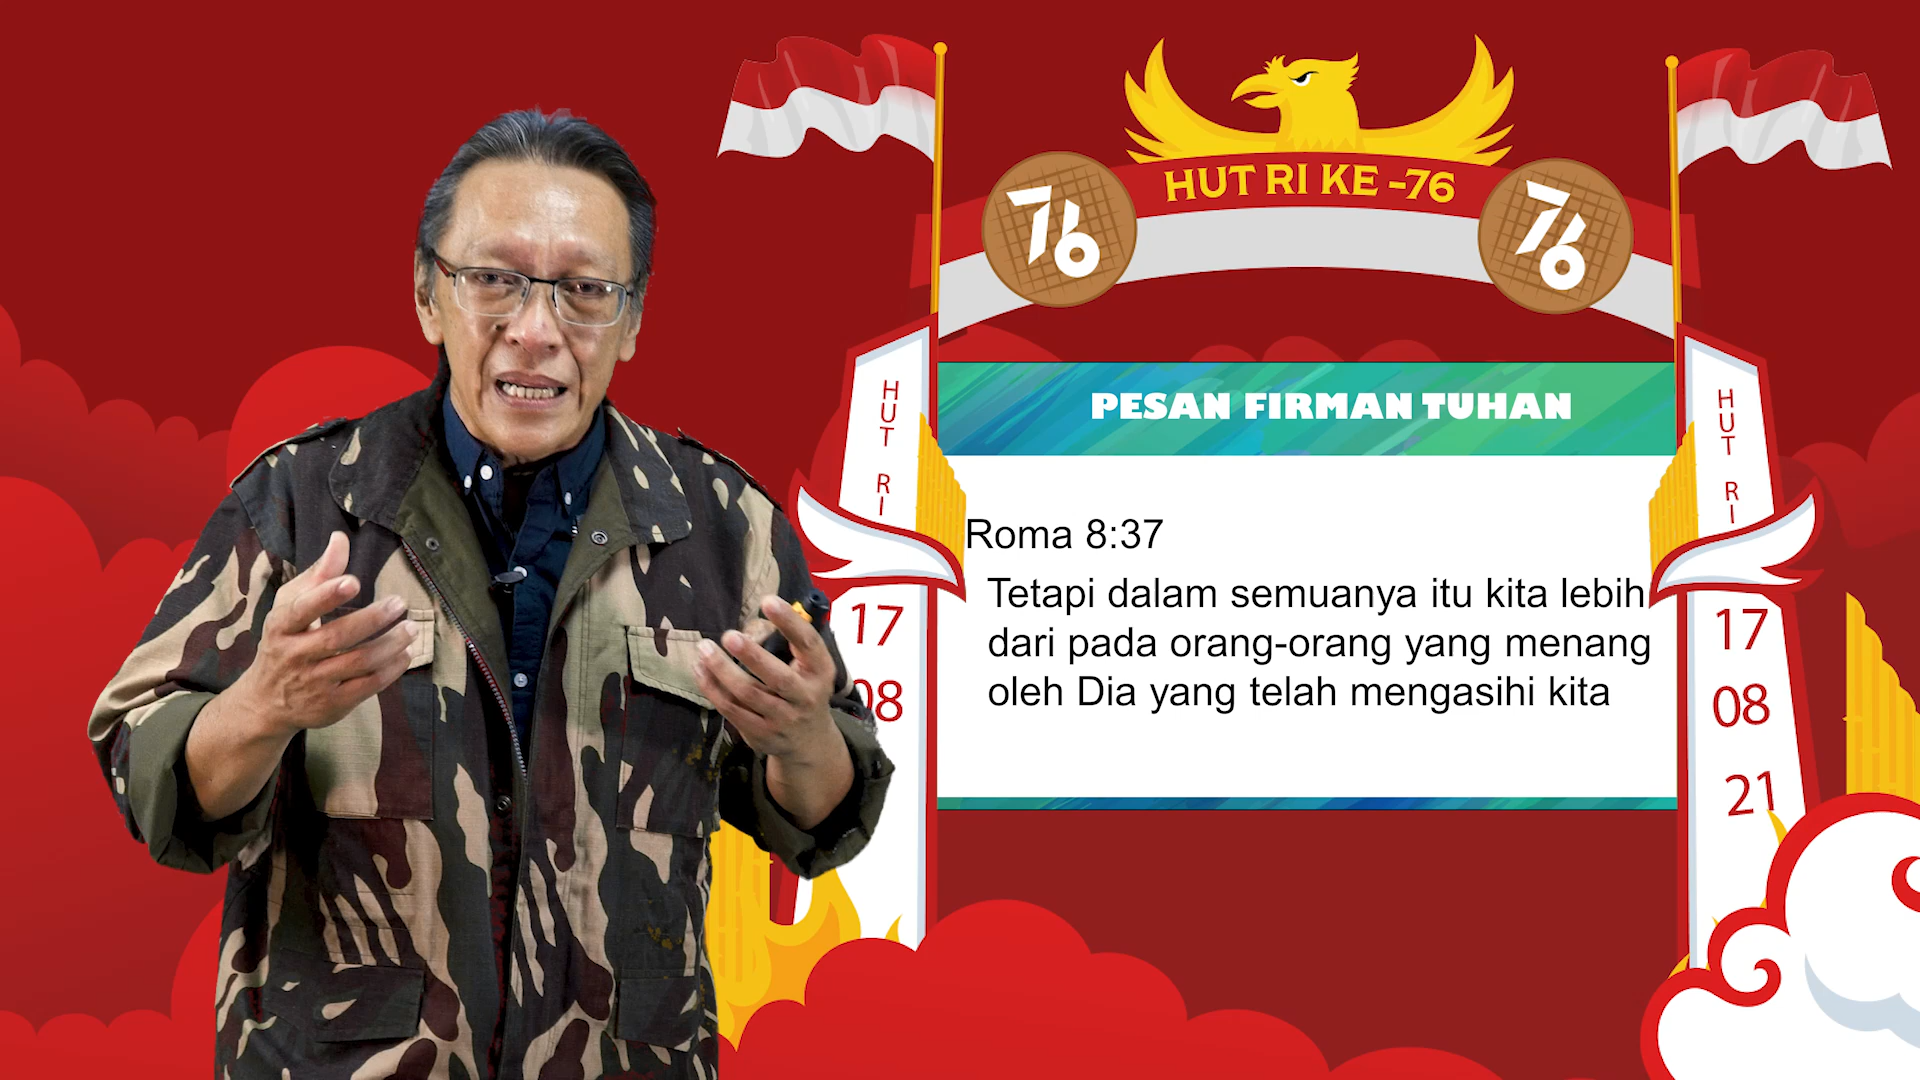 HUT RI KE -76
76
76
PESAN FIRMAN TUHAN
HUT RI
17
08
HUT RI
17
08
21
Roma 8:37
Tetapi dalam semuanya itu kita lebih
dari pada orang-orang yang menang
oleh Dia yang telah mengasihi kita